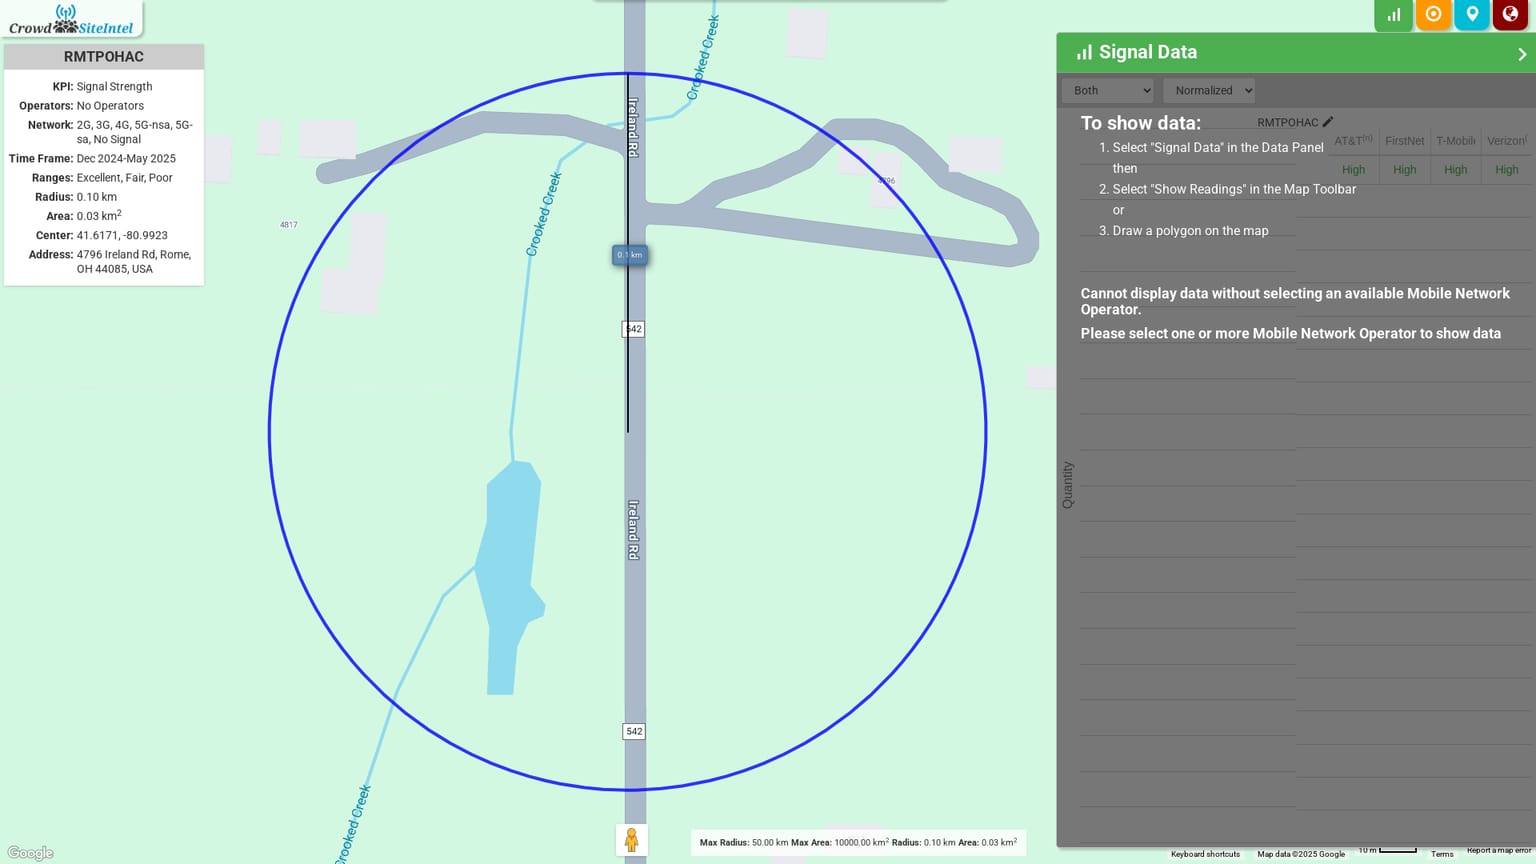 Crowd SiteIntel
RMTPOHAC
KPI: Signal Strength
Operators: No Operators
Network: 2G, 3G, 4G, 5G-nsa, 5G-
sa, No Signal
Time Frame: Dec 2024-May 2025
Ranges: Excellent, Fair, Poor
Radius: 0.10 km
Area: 0.03 km²
Center: 41.6171, -80.9923
Address: 4796 Ireland Rd, Rome,
OH 44085, USA
Crooked Creek
Ireland Rd
4796
4817
Crooked Creek
0.1 km
542
Ireland Rd
542
Crooked Creek
Google
Max Radius: 50.00 km Max Area: 10000.00 km² Radius: 0.10 km Area: 0.03 km²
Signal Data
Both
Normalized
To show data:
RMTPOHAC
AT&T(n) FirstNet T-Mobil Verizon(
High High High High
1. Select "Signal Data" in the Data Panel
then
2. Select "Show Readings" in the Map Toolbar
or
3. Draw a polygon on the map
Cannot display data without selecting an available Mobile Network
Operator.
Please select one or more Mobile Network Operator to show data
Quantity
Keyboard shortcuts Map data ©2025 Google 10 m Terms Report a map error